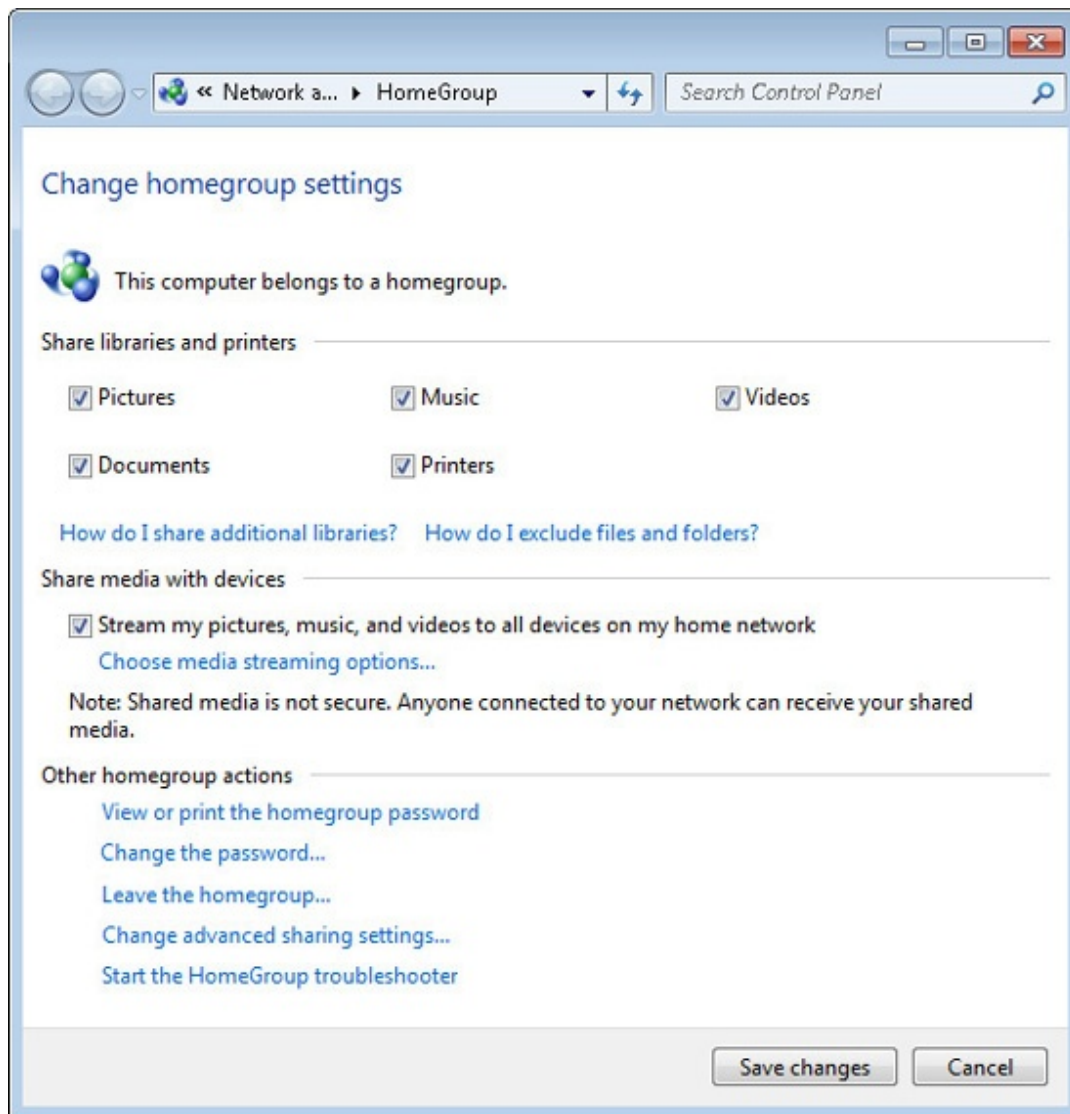 « Network a... ▸ HomeGroup Search Control Panel
Change homegroup settings
This computer belongs to a homegroup.
Share libraries and printers
Pictures Music Videos
Documents Printers
How do I share additional libraries? How do I exclude files and folders?
Share media with devices
Stream my pictures, music, and videos to all devices on my home network
Choose media streaming options...
Note: Shared media is not secure. Anyone connected to your network can receive your shared
media.
Other homegroup actions
View or print the homegroup password
Change the password...
Leave the homegroup...
Change advanced sharing settings...
Start the HomeGroup troubleshooter
Save changes Cancel